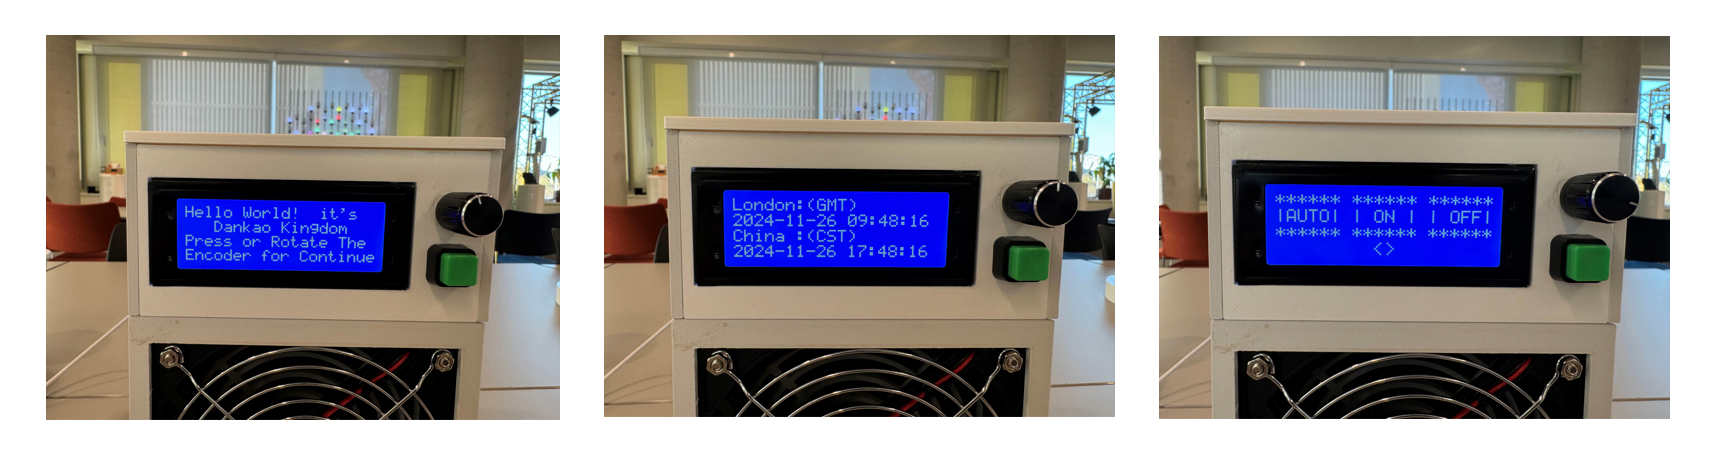 Hello World!  it's
Dankao Kingdom
Press or Rotate The
Encoder for Continue
London:(GMT)
2024-11-26 09:48:16
China :(CST)
2024-11-26 17:48:16
****** ****** ******
|AUTO| | ON | | OFF|
****** ****** ******
<>